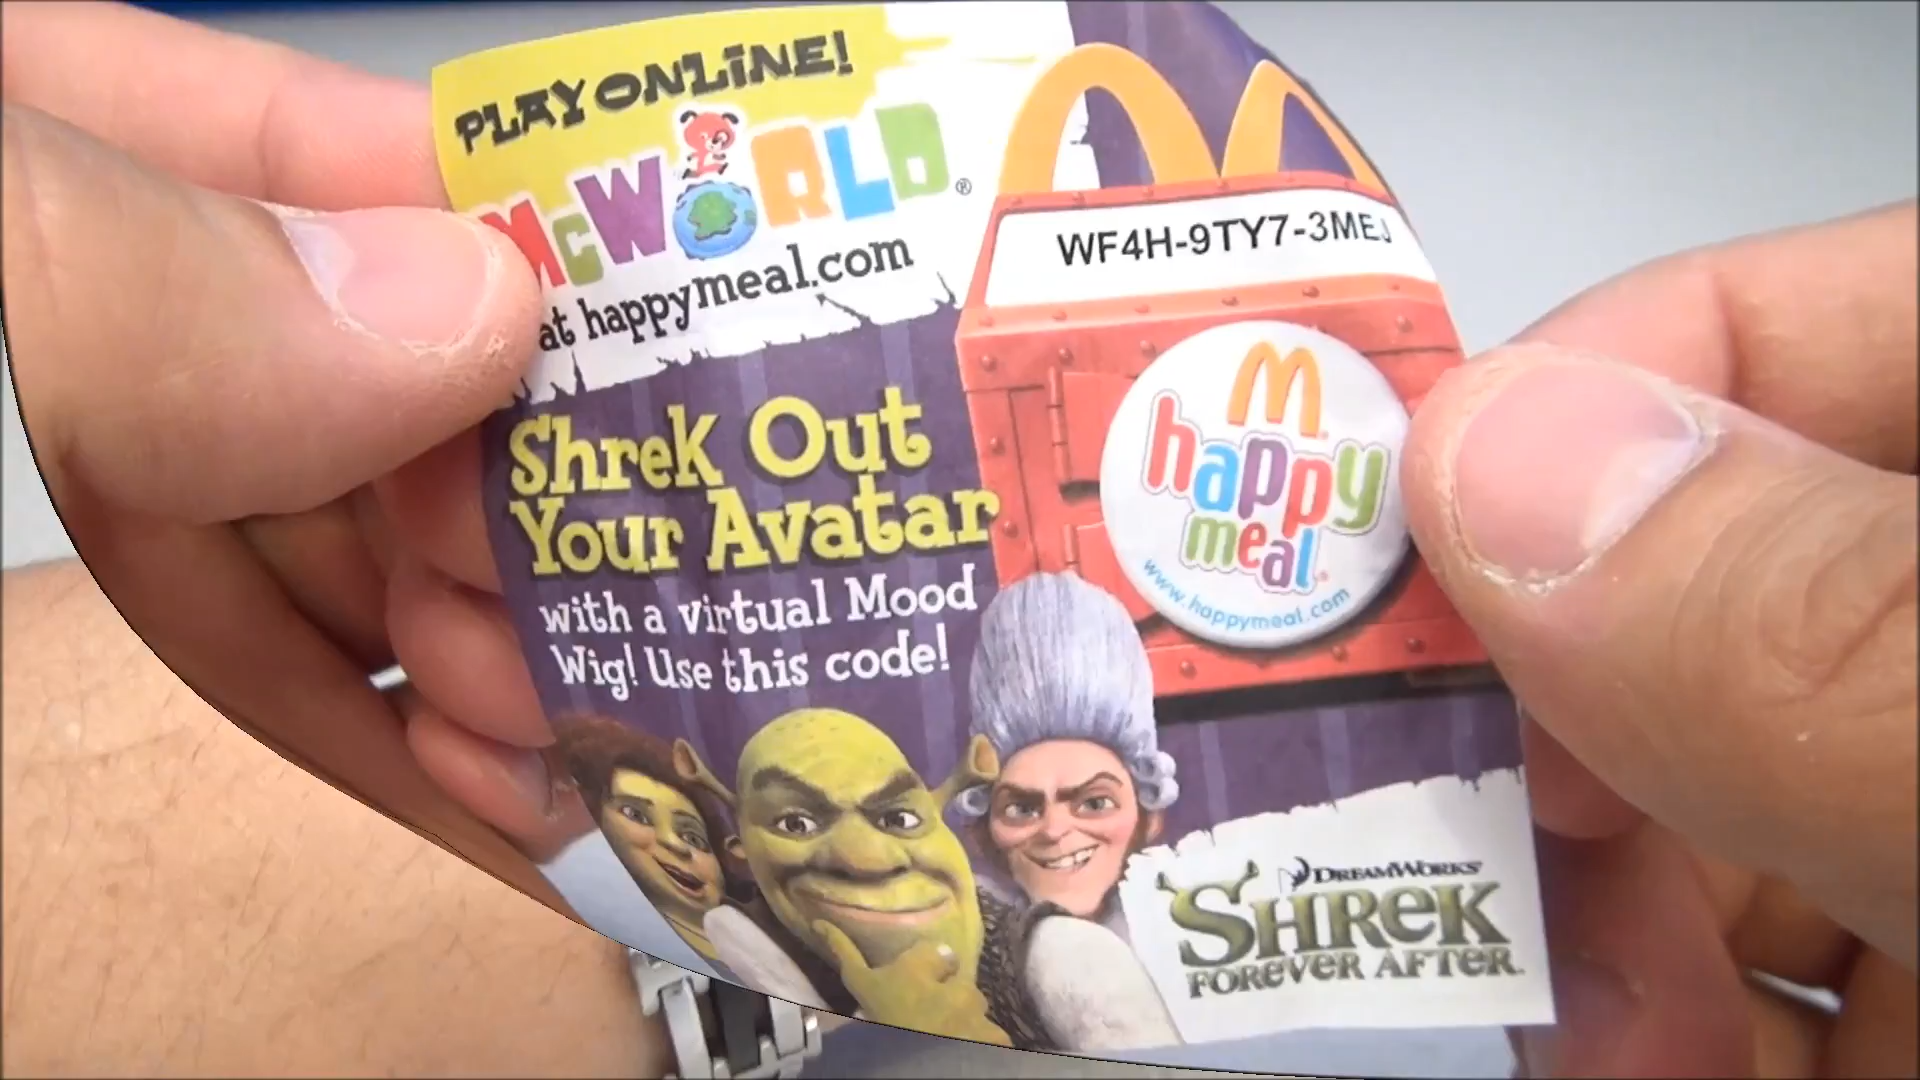 PLAY ONLINE!
McWORLD®
at happymeal.com
WF4H-9TY7-3MEJ
happy
meal
www.happymeal.com
Shrek Out
Your Avatar
with a virtual Mood
Wig! Use this code!
DREAMWORKS
SHREK
FOREVER AFTER